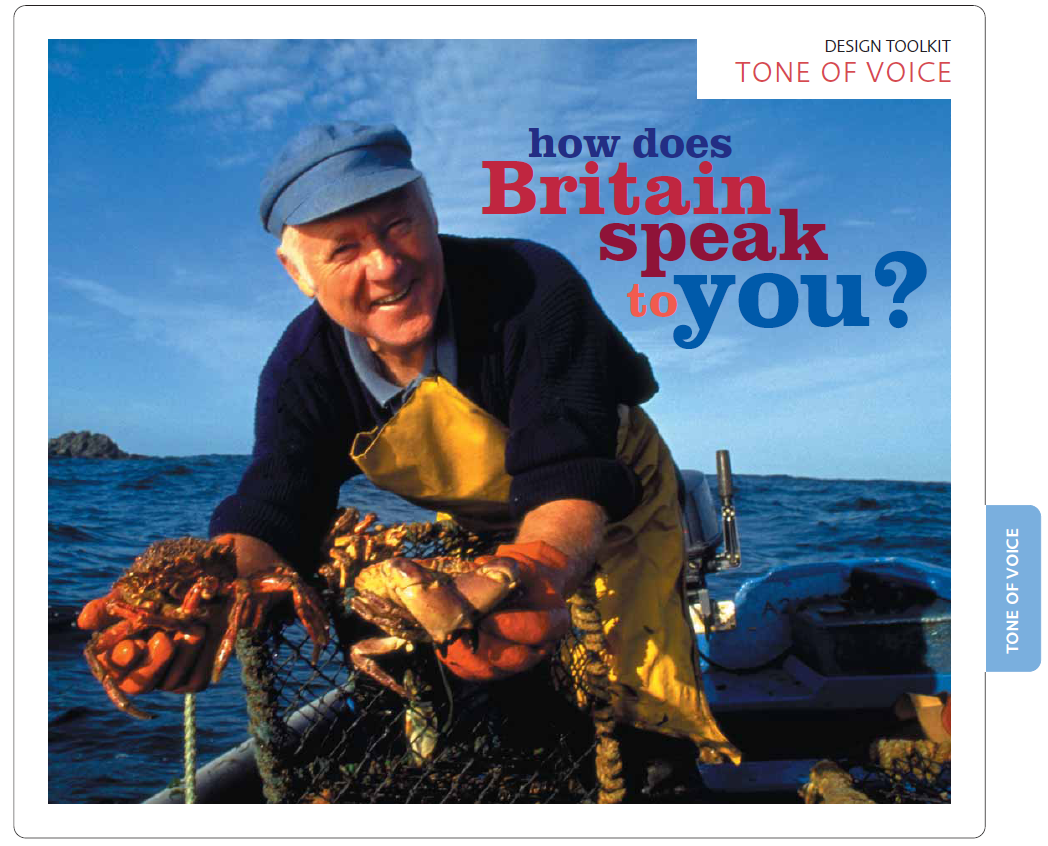 DESIGN TOOLKIT
TONE OF VOICE
how does
Britain
speak
to you?
TONE OF VOICE